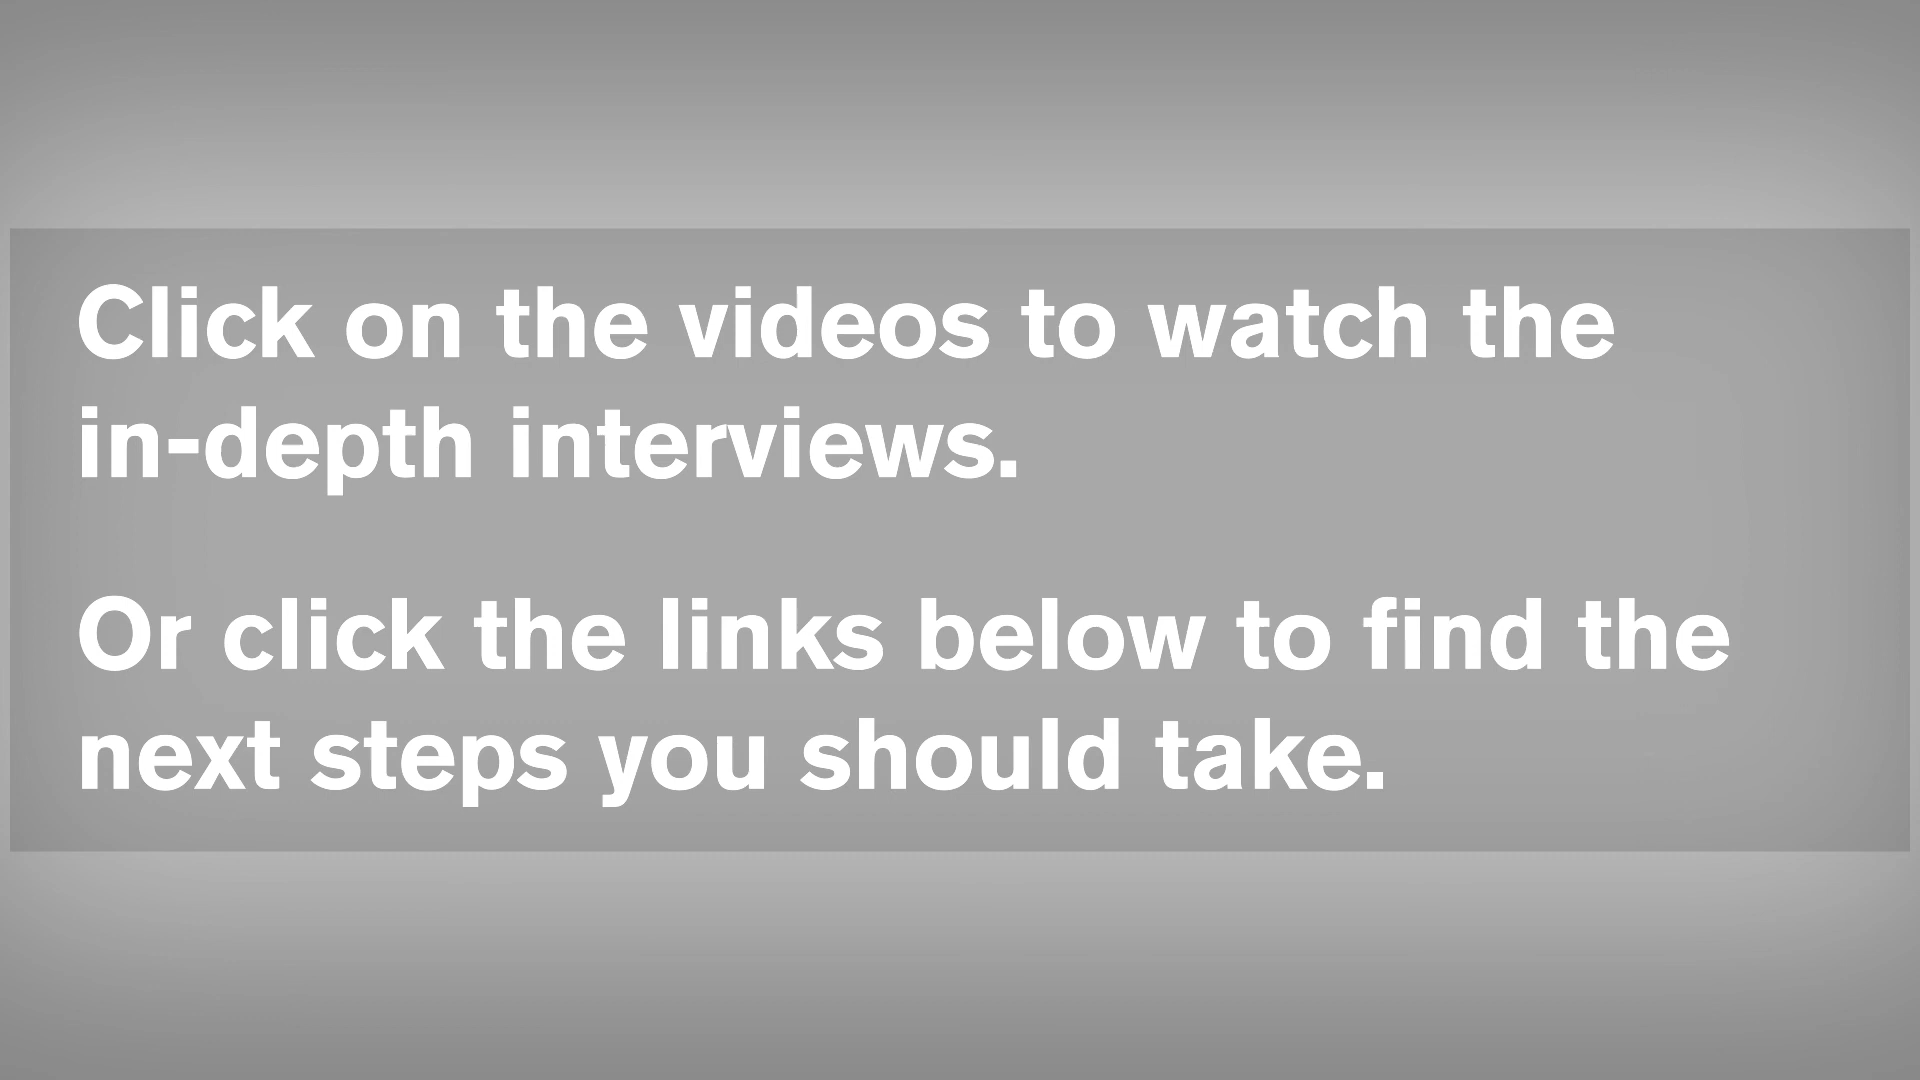 Click on the videos to watch the
in-depth interviews.
Or click the links below to find the
next steps you should take.